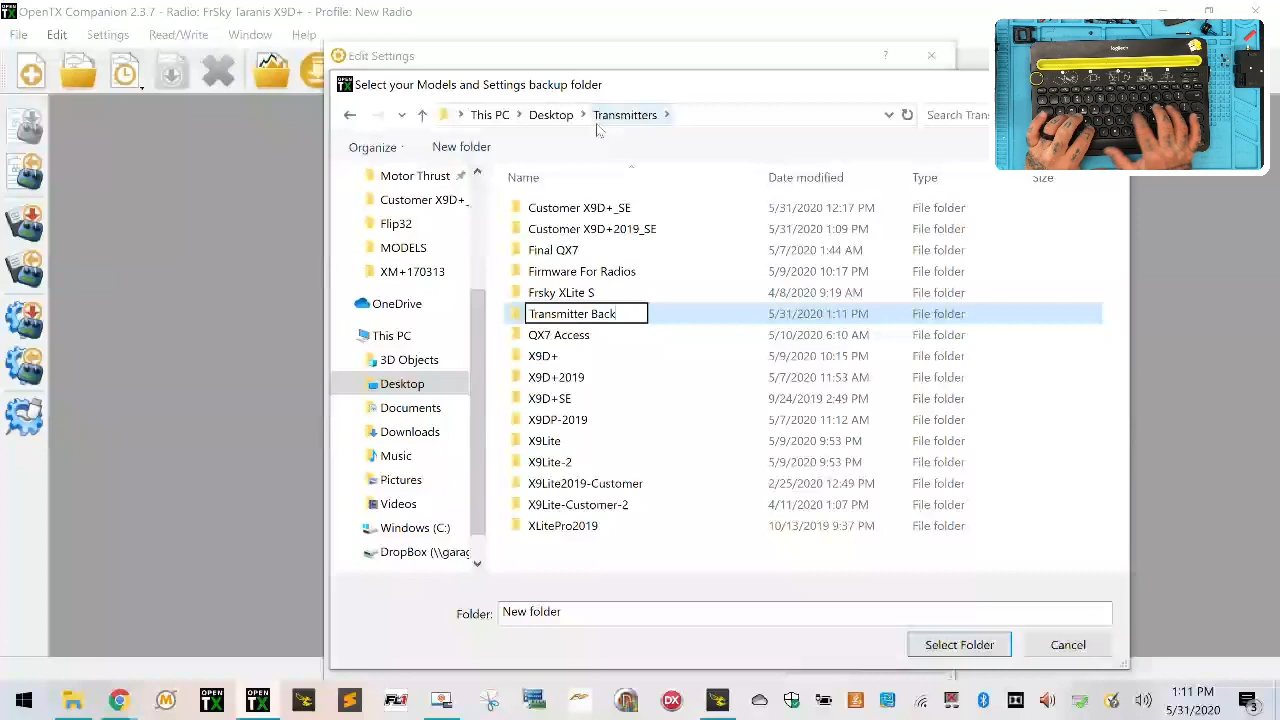 OPEN TX OpenTX Companion 2.3.7 - Radio: FrSky Taranis X9D+ - Profile: New Radio
File Edit Settings Read/Write Window Help
Edit Settings ?
Select your Models and Settings backup folder
This PC Desktop Transmitters Search Trans
Organize New folder
Name Date modified Type Size
Motor Thrust
Customer X9D+_
Flip32
MODELS
XM+170313
OneDrive
This PC
3D Objects
Desktop
Documents
Downloads
Music
Pictures
Videos
Windows (C:)
DropBox (\\garag
Customer X9D+_SE 5/31/2020 12:17 PM File folder
Customer X9D+2019_SE 5/31/2020 1:09 PM File folder
Final QX7 5/7/2020 1:44 AM File folder
Firmware For Radios 5/9/2020 10:17 PM File folder
Frsky XLite S 4/8/2020 9:19 AM File folder
Transmitter Back 5/31/2020 1:11 PM File folder
QX7 Access 5/10/2020 6:10 AM File folder
X9D+ 5/9/2020 10:15 PM File folder
X9D+2019 5/7/2020 11:53 AM File folder
X9D+SE 9/24/2019 2:49 PM File folder
X9DP-2019 5/7/2020 11:12 AM File folder
X9Lite 5/9/2020 9:53 PM File folder
X9Lite-2 5/9/2020 9:53 PM File folder
X9Lite2019-Customer 2/25/2020 12:49 PM File folder
X9Lite-Customer-2 4/11/2020 1:07 PM File folder
XLitePro2019 10/13/2019 9:37 PM File folder
Folder: New folder
Select Folder Cancel
logitech
OPEN TX OPEN TX DX
1:11 PM
5/31/2020
3